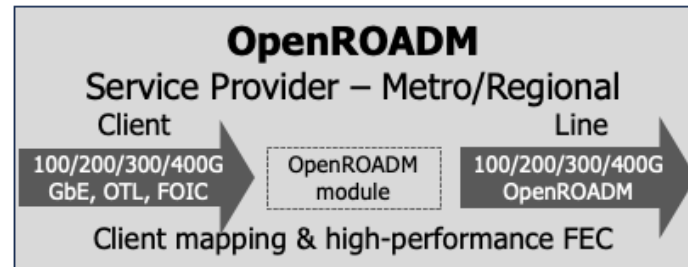 OpenROADM
Service Provider – Metro/Regional
Client
Line
100/200/300/400G
GbE, OTL, FOIC
OpenROADM
module
100/200/300/400G
OpenROADM
Client mapping & high-performance FEC